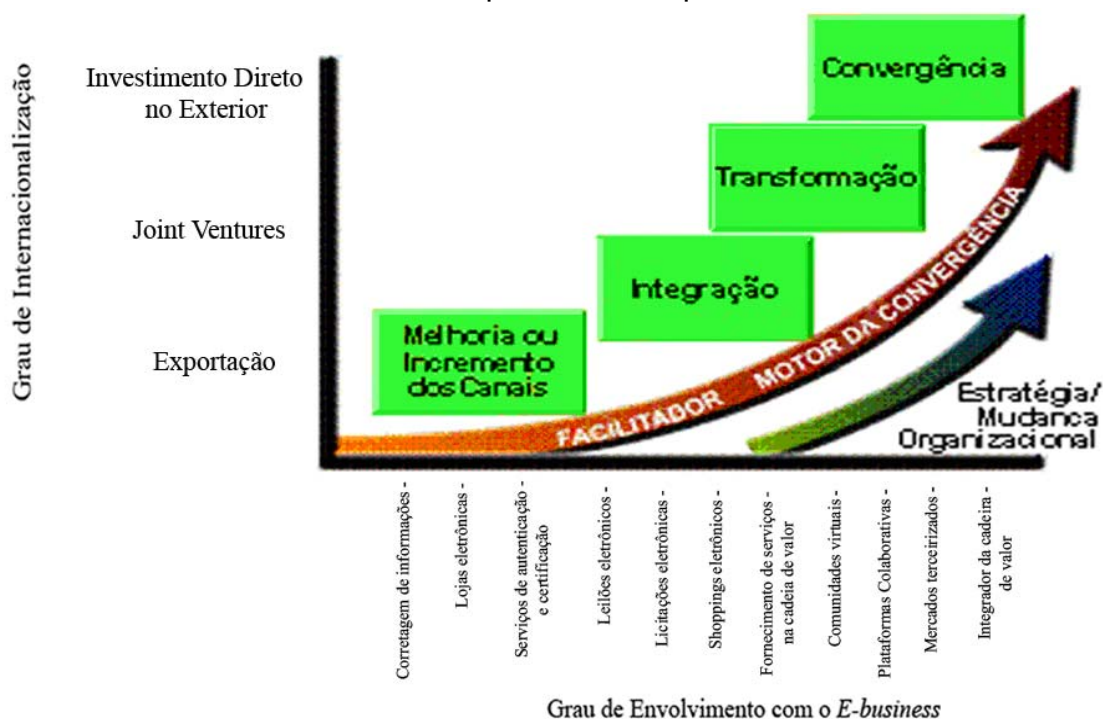 Grau de Internacionalização
Investimento Direto
no Exterior
Joint Ventures
Exportação
Convergência
Transformação
Integração
Melhoria ou
Incremento
dos Canais
FACILITADOR
MOTOR DA CONVERGÊNCIA
Estratégia/
Mudança
Organizacional
Corretagem de informações -
Lojas eletrônicas -
Serviços de autenticação -
e certificação
Leilões eletrônicos -
Licitações eletrônicas -
Shoppings eletrônicos -
Fornecimento de serviços -
na cadeia de valor
Comunidades virtuais -
Plataformas Colaborativas -
Mercados terceirizados -
Integrador da cadeira -
de valor
Grau de Envolvimento com o E-business